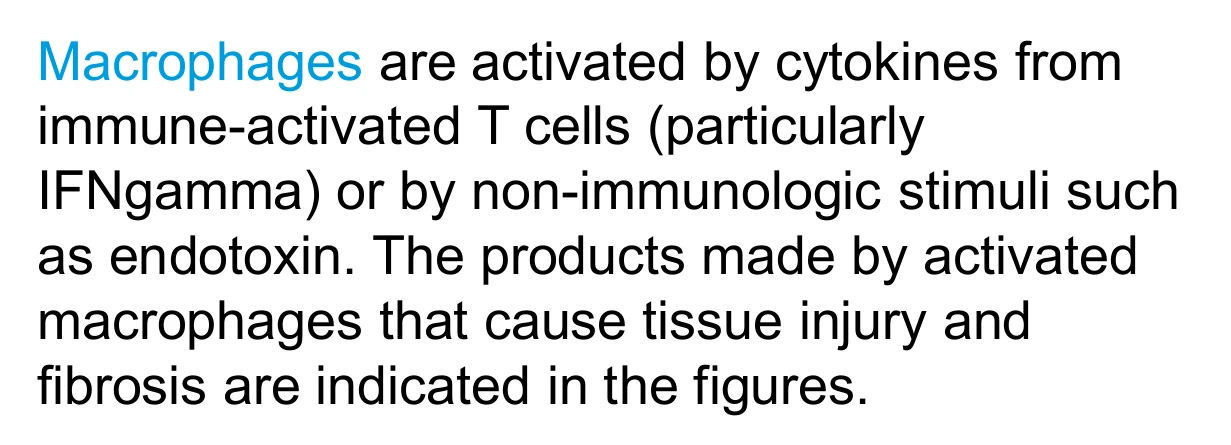 Macrophages are activated by cytokines from
immune-activated T cells (particularly
IFNgamma) or by non-immunologic stimuli such
as endotoxin. The products made by activated
macrophages that cause tissue injury and
fibrosis are indicated in the figures.